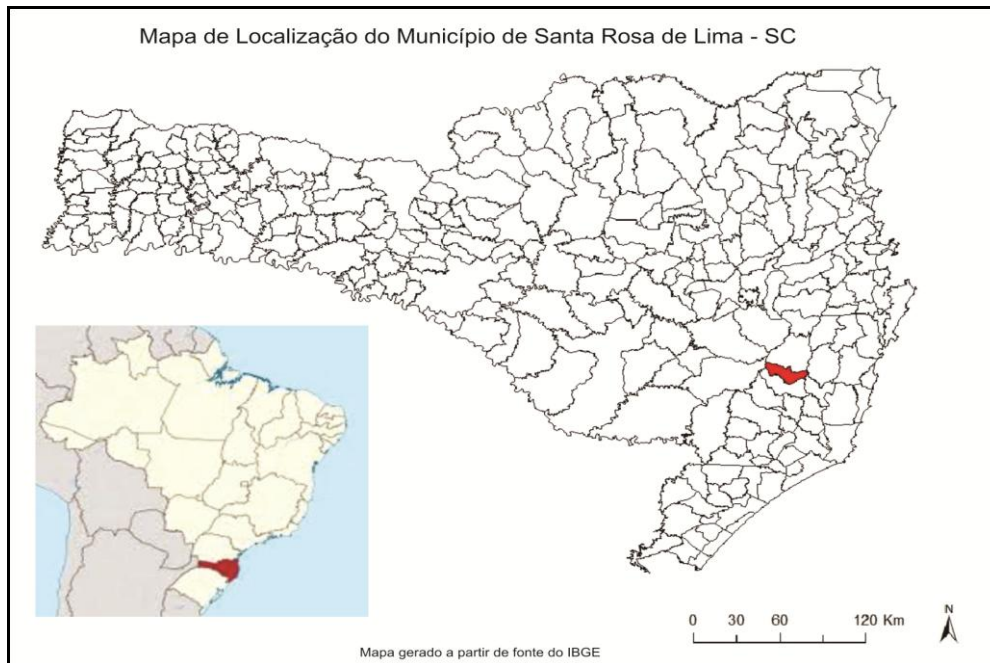 Mapa de Localização do Município de Santa Rosa de Lima - SC
N
0 30 60 120 Km
Mapa gerado a partir de fonte do IBGE